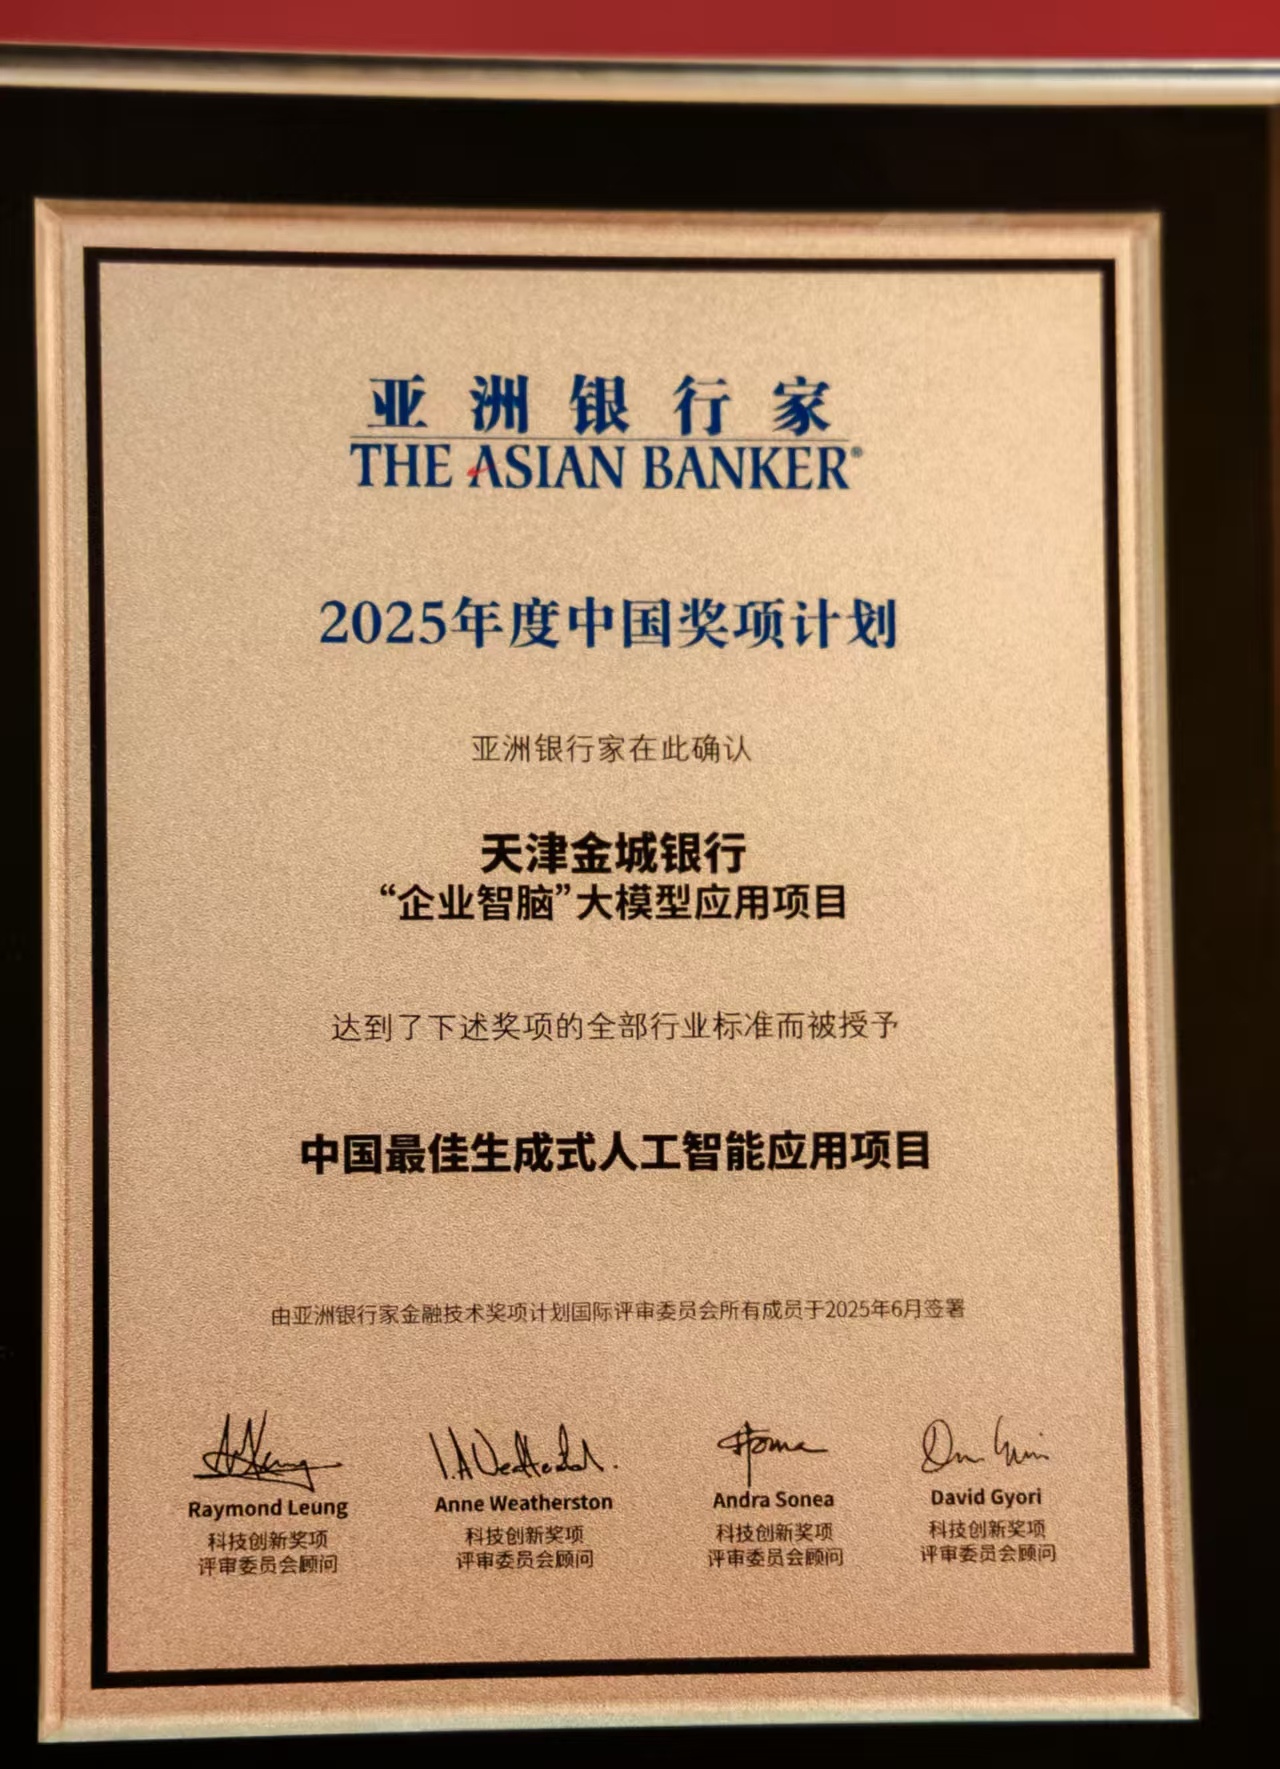 亚洲银行家
THE ASIAN BANKER®
2025年度中国奖项计划
亚洲银行家在此确认
天津金城银行
“企业智脑”大模型应用项目
达到了下述奖项的全部行业标准而被授予
中国最佳生成式人工智能应用项目
由亚洲银行家金融技术奖项计划国际评审委员会所有成员于2025年6月签署
Raymond Leung
科技创新奖项
评审委员会顾问
Anne Weatherston
科技创新奖项
评审委员会顾问
Andra Sonea
科技创新奖项
评审委员会顾问
David Gyori
科技创新奖项
评审委员会顾问